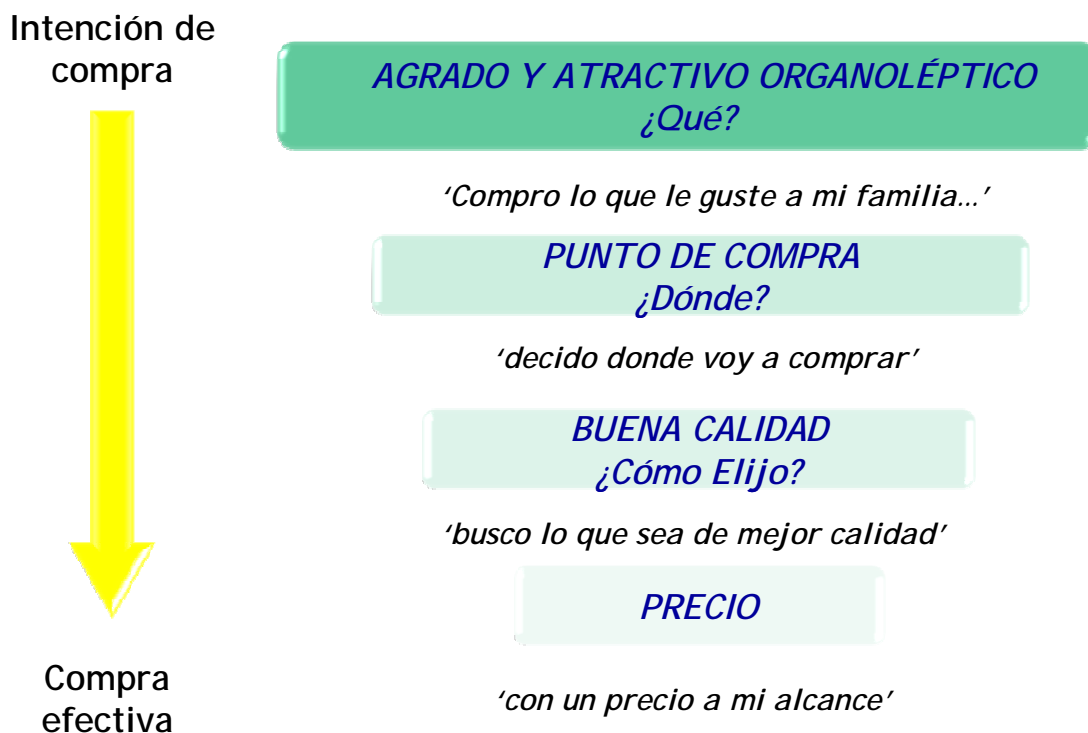 Intención de
compra
AGRADO Y ATRACTIVO ORGANOLÉPTICO
¿Qué?
‘Compro lo que le guste a mi familia…’
PUNTO DE COMPRA
¿Dónde?
‘decido donde voy a comprar’
BUENA CALIDAD
¿Cómo Elijo?
‘busco lo que sea de mejor calidad’
PRECIO
‘con un precio a mi alcance’
Compra
efectiva